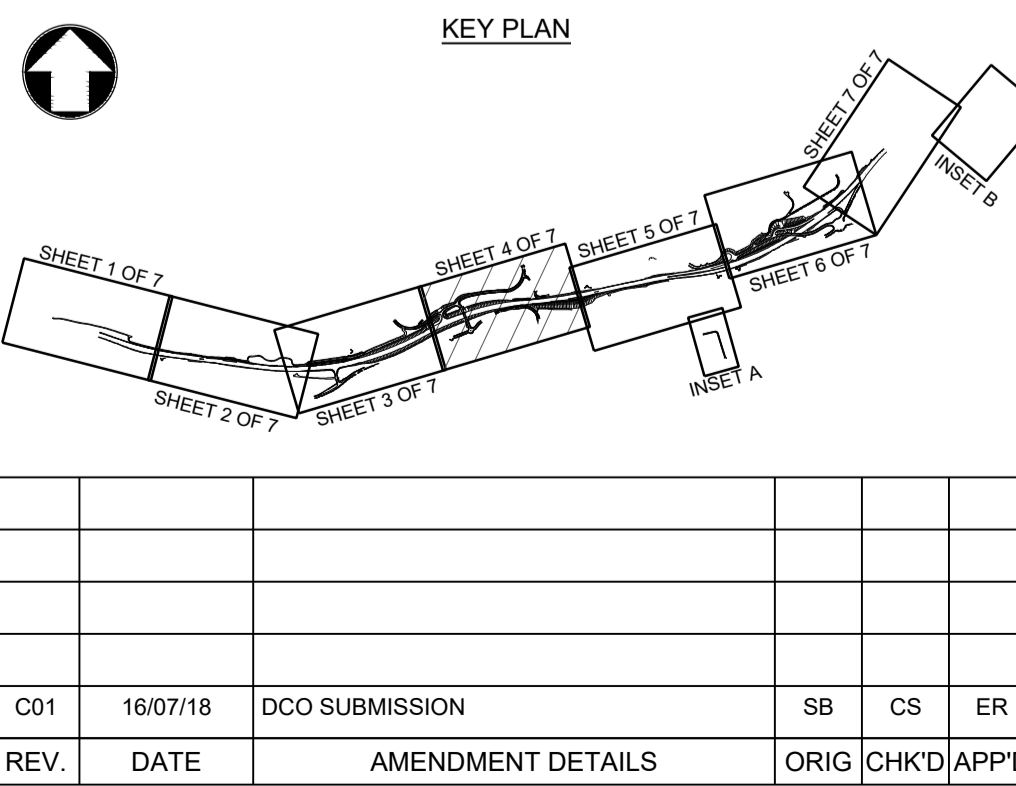 KEY PLAN
SHEET 1 OF 7
SHEET 2 OF 7
SHEET 3 OF 7
SHEET 4 OF 7
SHEET 5 OF 7
SHEET 6 OF 7
SHEET 7 OF 7
INSET A
INSET B
C01 16/07/18 DCO SUBMISSION SB CS ER
REV. DATE AMENDMENT DETAILS ORIG CHK'D APP'D